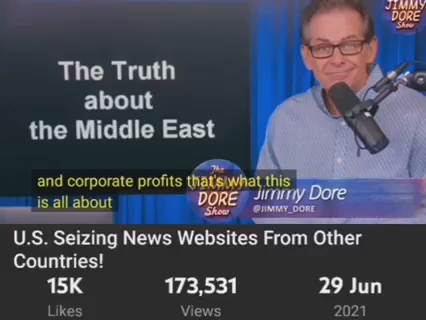 JIMMY
DORE
Show
The Truth
about
the Middle East
and corporate profits that's what this
is all about
The
DORE
Show
Jimmy Dore
@JIMMY_DORE
U.S. Seizing News Websites From Other
Countries!
15K
173,531
29 Jun
Likes
Views
2021